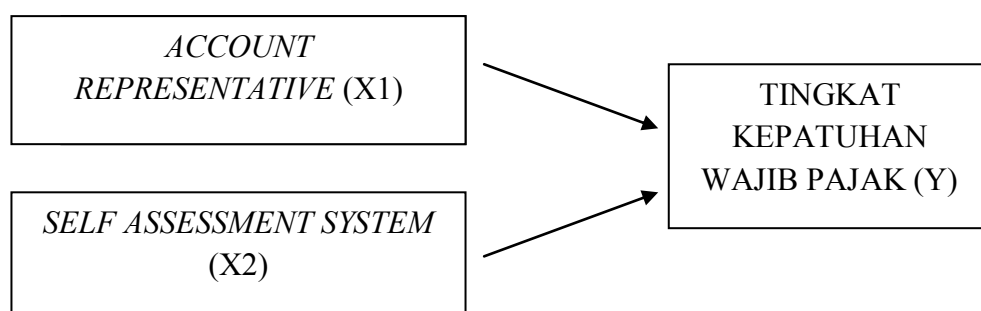 ACCOUNT
REPRESENTATIVE (X1)
TINGKAT
KEPATUHAN
WAJIB PAJAK (Y)
SELF ASSESSMENT SYSTEM
(X2)